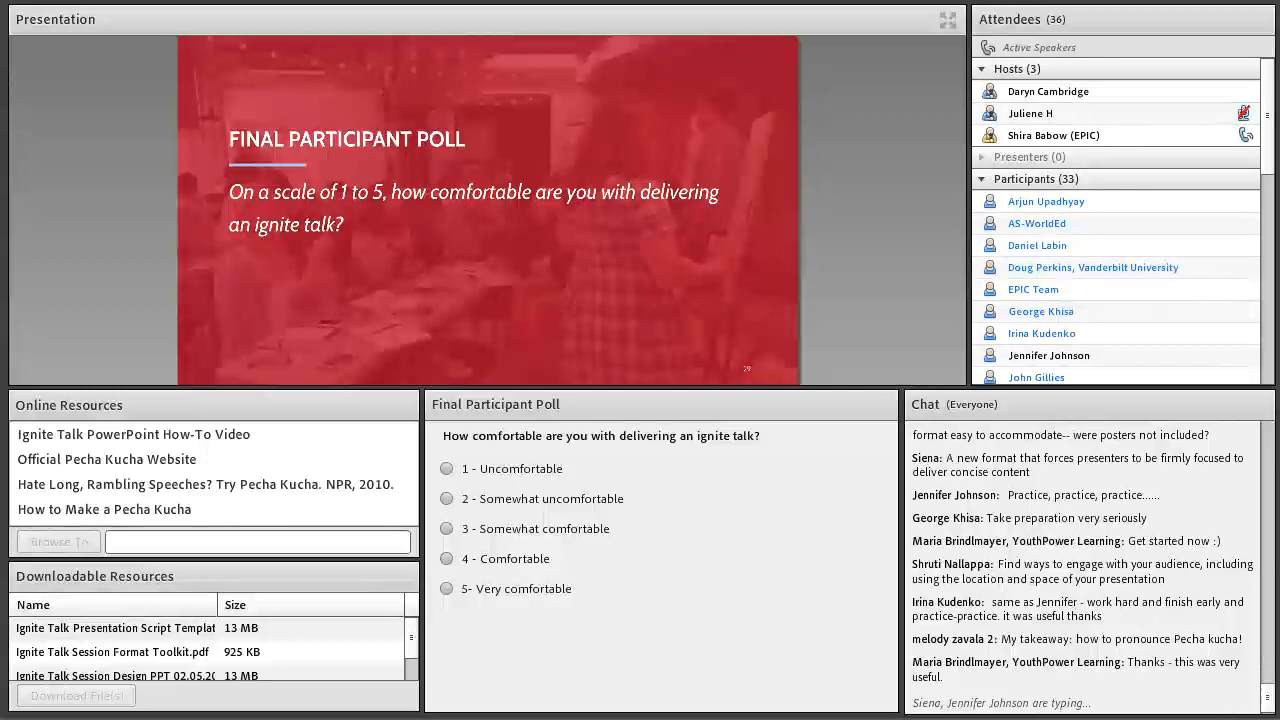 Presentation
FINAL PARTICIPANT POLL
On a scale of 1 to 5, how comfortable are you with delivering
an ignite talk?
29
Attendees (36)
Active Speakers
Hosts (3)
Daryn Cambridge
Juliene H
Shira Babow (EPIC)
Presenters (0)
Participants (33)
Arjun Upadhyay
AS-WorldEd
Daniel Labin
Doug Perkins, Vanderbilt University
EPIC Team
George Khisa
Irina Kudenko
Jennifer Johnson
John Gillies
Online Resources
Ignite Talk PowerPoint How-To Video
Official Pecha Kucha Website
Hate Long, Rambling Speeches? Try Pecha Kucha. NPR, 2010.
How to Make a Pecha Kucha
Browse To
Downloadable Resources
Name Size
Ignite Talk Presentation Script Templat 13 MB
Ignite Talk Session Format Toolkit.pdf 925 KB
Ignite Talk Session Design PPT 02.05.20 13 MB
Download File(s)
Final Participant Poll
How comfortable are you with delivering an ignite talk?
1 - Uncomfortable
2 - Somewhat uncomfortable
3 - Somewhat comfortable
4 - Comfortable
5- Very comfortable
Chat (Everyone)
format easy to accommodate-- were posters not included?
Siena: A new format that forces presenters to be firmly focused to
deliver concise content
Jennifer Johnson: Practice, practice, practice......
George Khisa: Take preparation very seriously
Maria Brindlmayer, YouthPower Learning: Get started now :)
Shruti Nallappa: Find ways to engage with your audience, including
using the location and space of your presentation
Irina Kudenko: same as Jennifer - work hard and finish early and
practice-practice. it was useful thanks
melody zavala 2: My takeaway: how to pronounce Pecha kucha!
Maria Brindlmayer, YouthPower Learning: Thanks - this was very
useful.
Siena, Jennifer Johnson are typing...